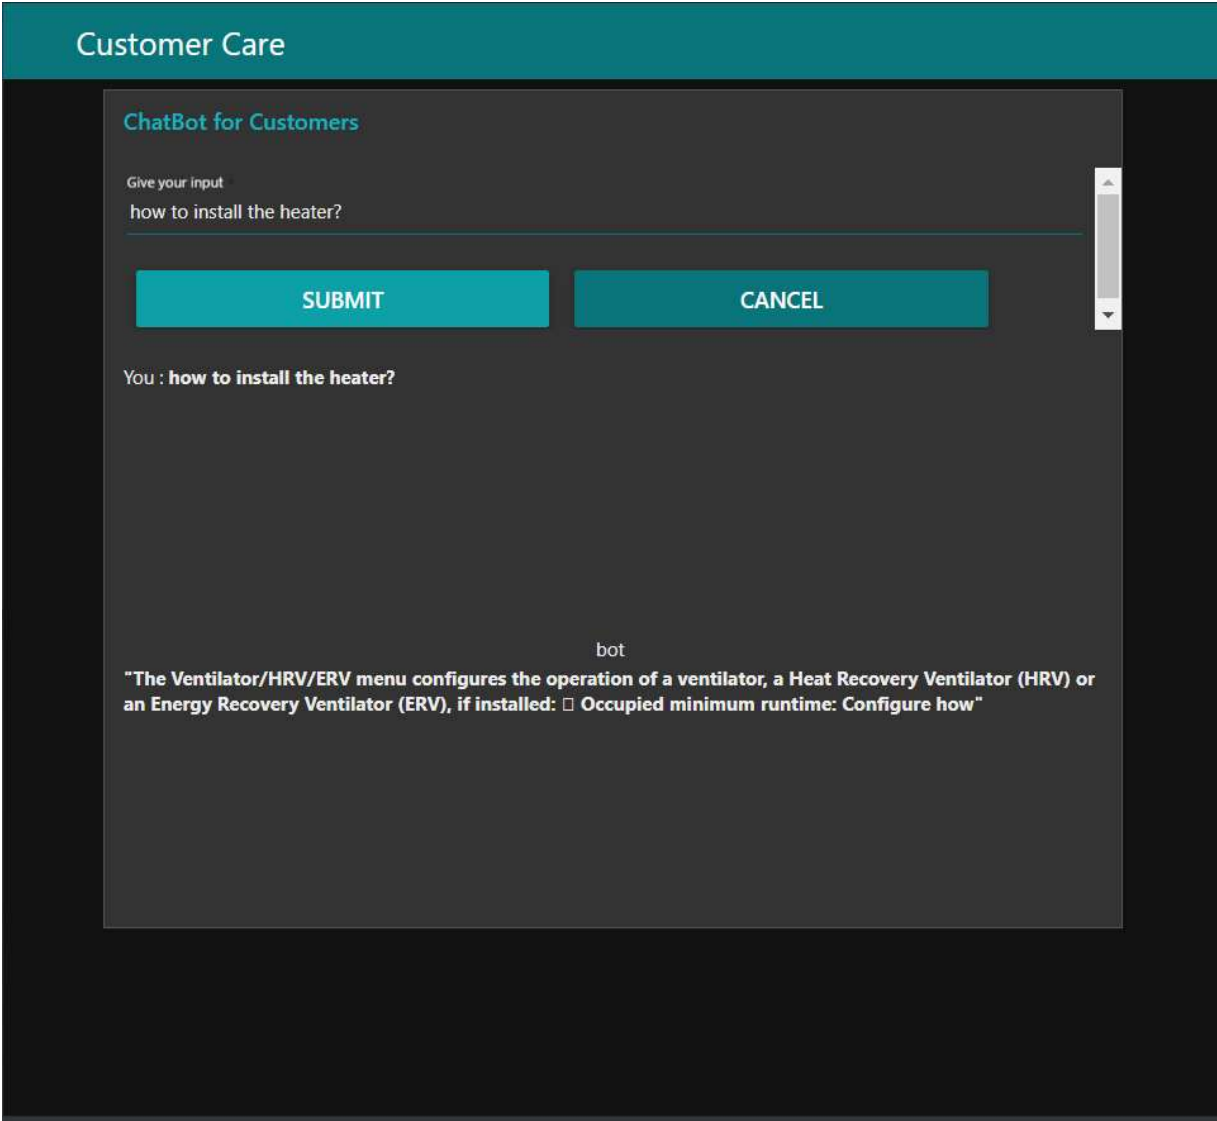 Customer Care
ChatBot for Customers
Give your input
how to install the heater?
SUBMIT
CANCEL
You : how to install the heater?
bot
"The Ventilator/HRV/ERV menu configures the operation of a ventilator, a Heat Recovery Ventilator (HRV) or
an Energy Recovery Ventilator (ERV), if installed: □ Occupied minimum runtime: Configure how"